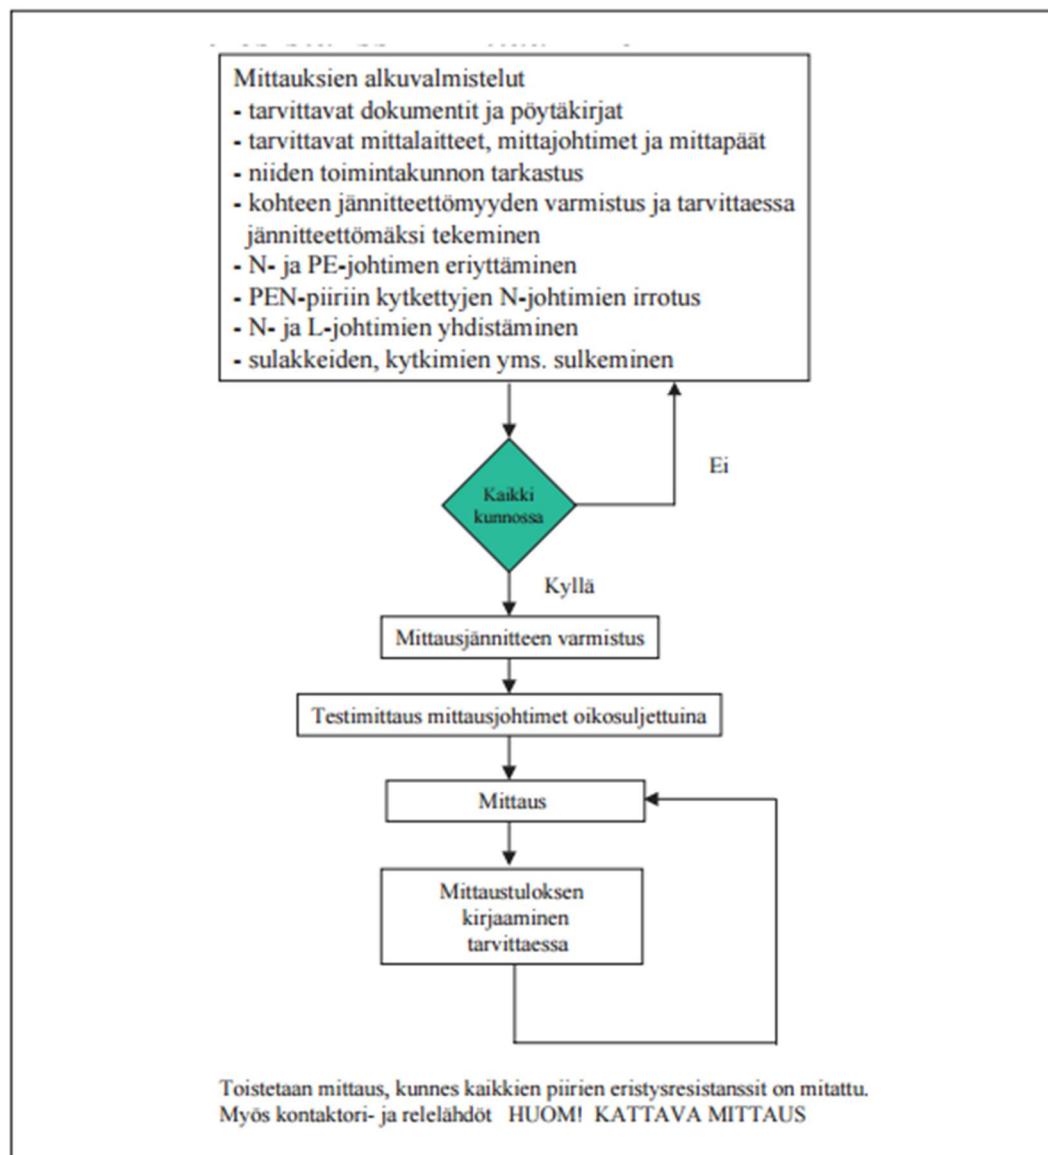 Mittauksien alkuvalmistelut
- tarvittavat dokumentit ja pöytäkirjat
- tarvittavat mittalaitteet, mittajohtimet ja mittapäät
- niiden toimintakunnon tarkastus
- kohteen jännitteettömyyden varmistus ja tarvittaessa
jännitteettömäksi tekeminen
- N- ja PE-johtimen eriyttäminen
- PEN-piiriin kytkettyjen N-johtimien irrotus
- N- ja L-johtimien yhdistäminen
- sulakkeiden, kytkimien yms. sulkeminen
Ei
Kaikki
kunnossa
Kyllä
Mittausjännitteen varmistus
Testimittaus mittausjohtimet oikosuljettuina
Mittaus
Mittaustuloksen
kirjaaminen
tarvittaessa
Toistetaan mittaus, kunnes kaikkien piirien eristysresistanssit on mitattu.
Myös kontaktori- ja relelähdöt HUOM! KATTAVA MITTAUS